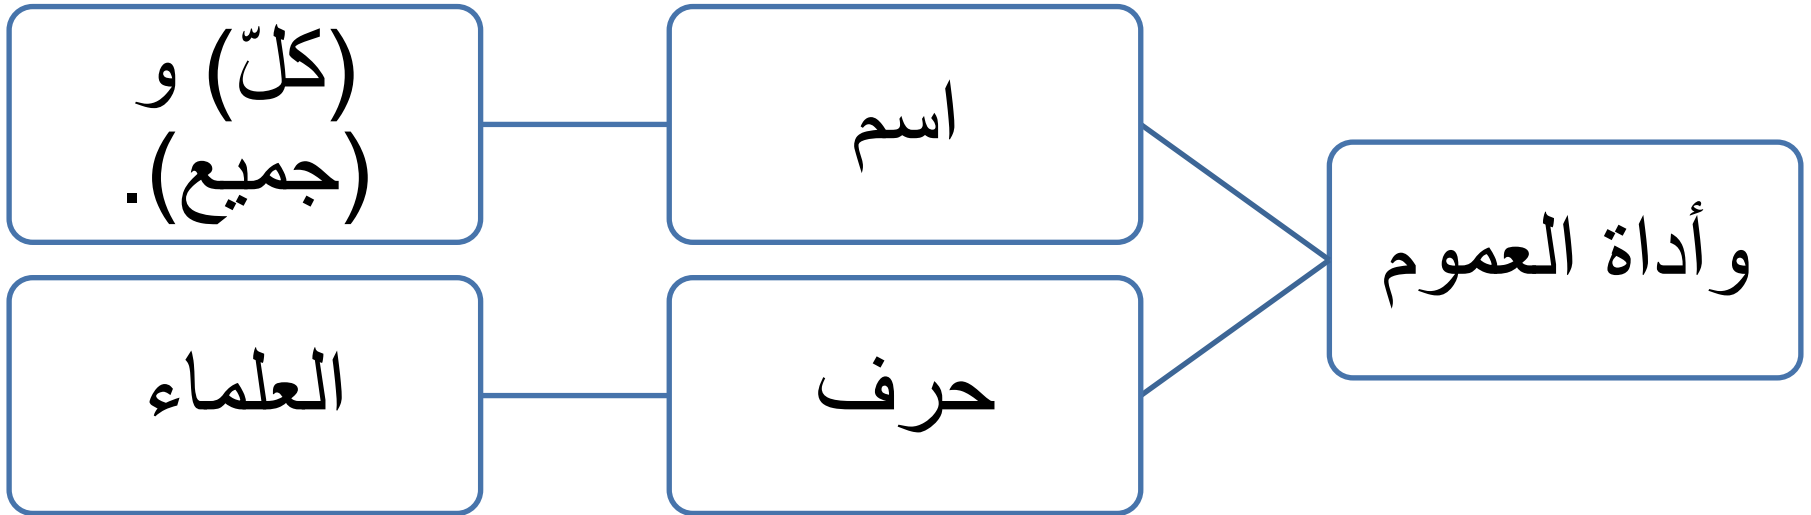 وأداة العموم
اسم
(كلّ) و
(جميع).
حرف
العلماء